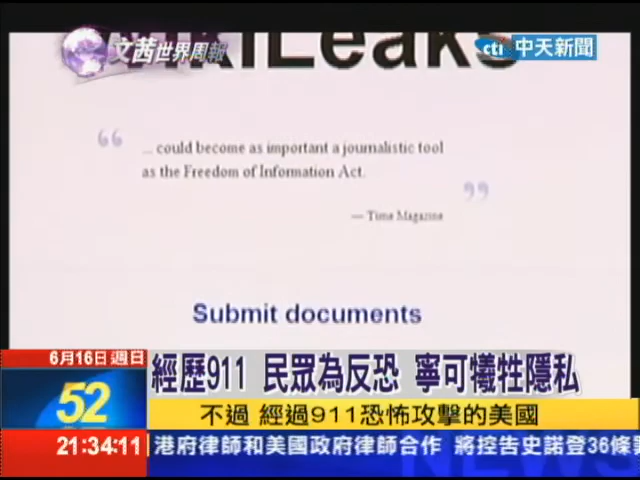 WikiLeaks
文茜世界周報
cti 中天新聞
“ ... could become as important a journalistic tool
as the Freedom of Information Act. ”
— Time Magazine
Submit documents
6月16日週日
經歷911 民眾為反恐 寧可犧牲隱私
52
不過 經過911恐怖攻擊的美國
21:34:11
港府律師和美國政府律師合作 將控告史諾登36條
NEWS